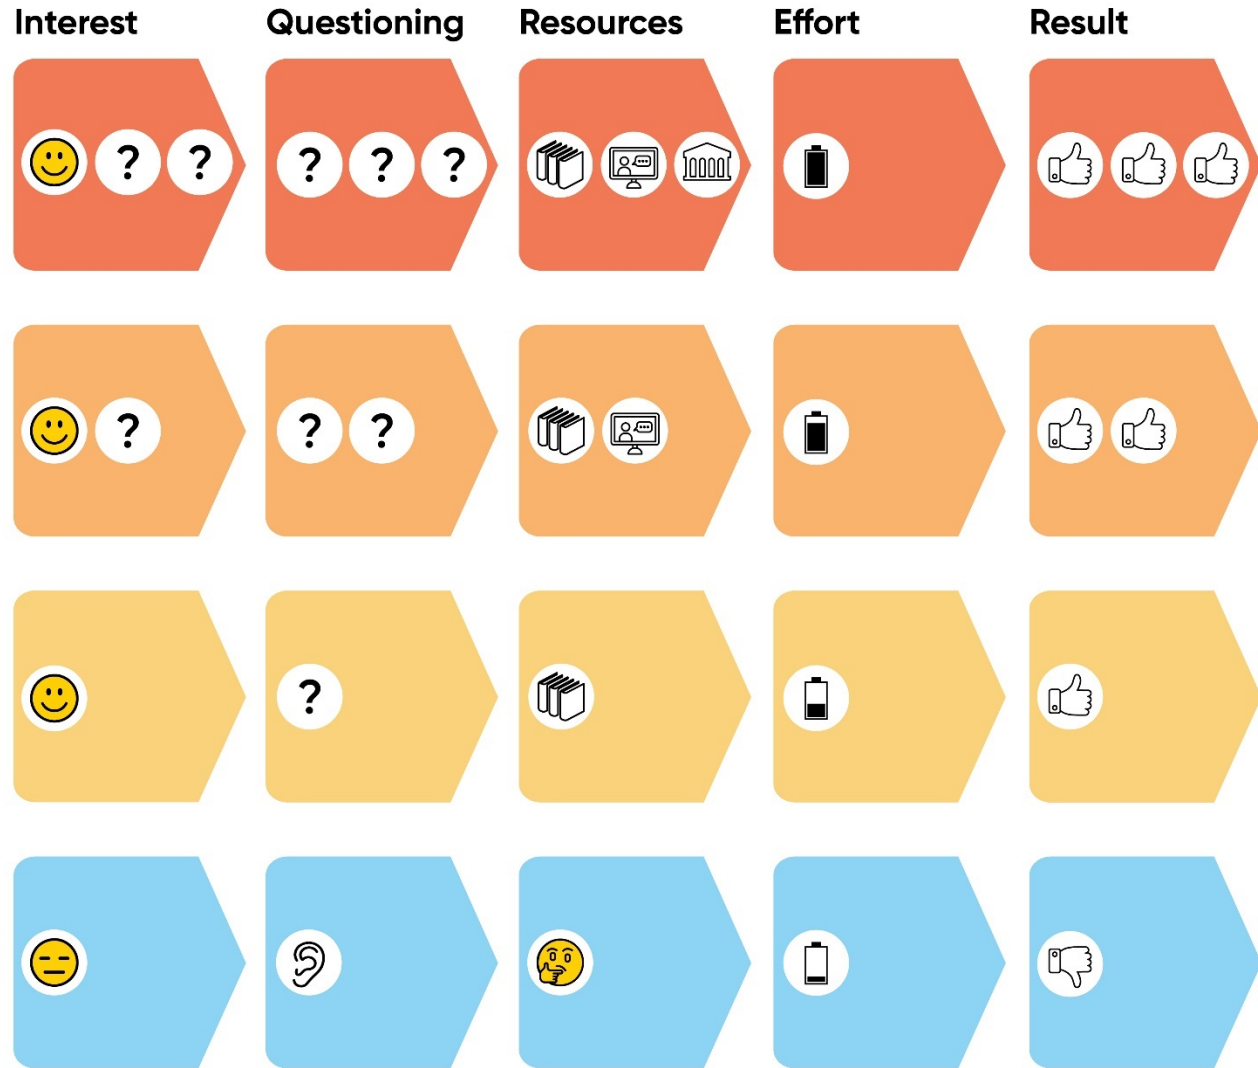 Interest Questioning Resources Effort Result
? ? ? ? ?
? ? ?
?